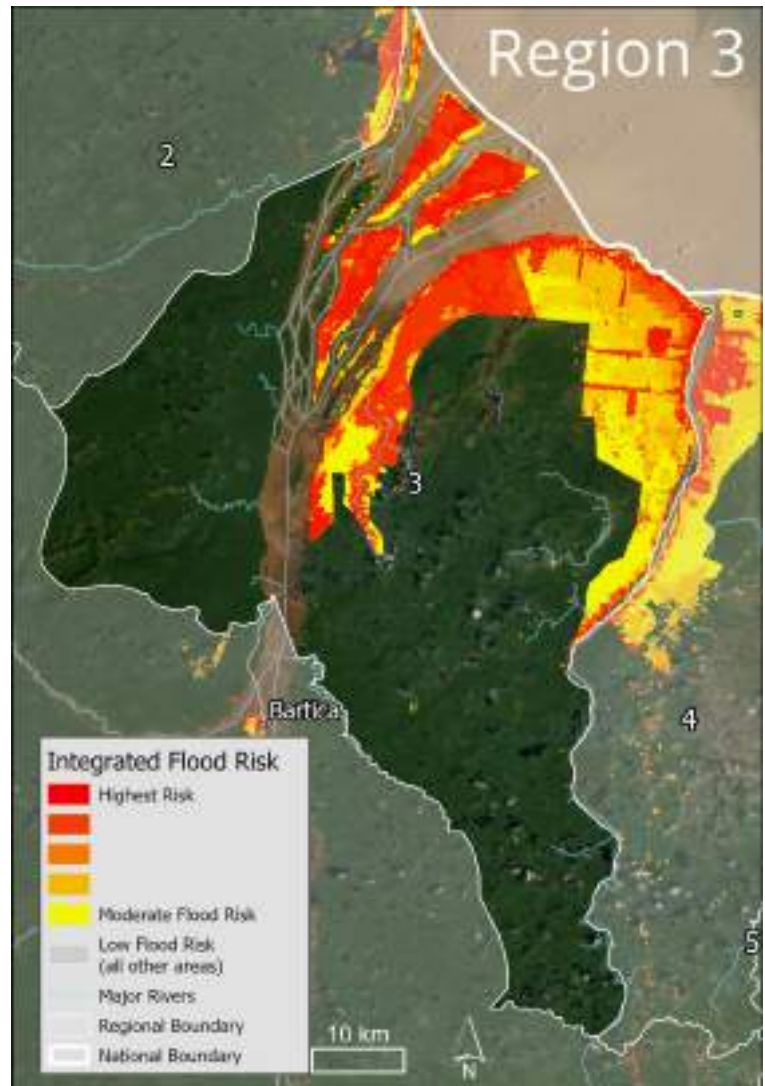 Region 3
2
3
Bartica
4
5
Integrated Flood Risk
Highest Risk
Moderate Flood Risk
Low Flood Risk
(all other areas)
Major Rivers
Regional Boundary
National Boundary
10 km
N